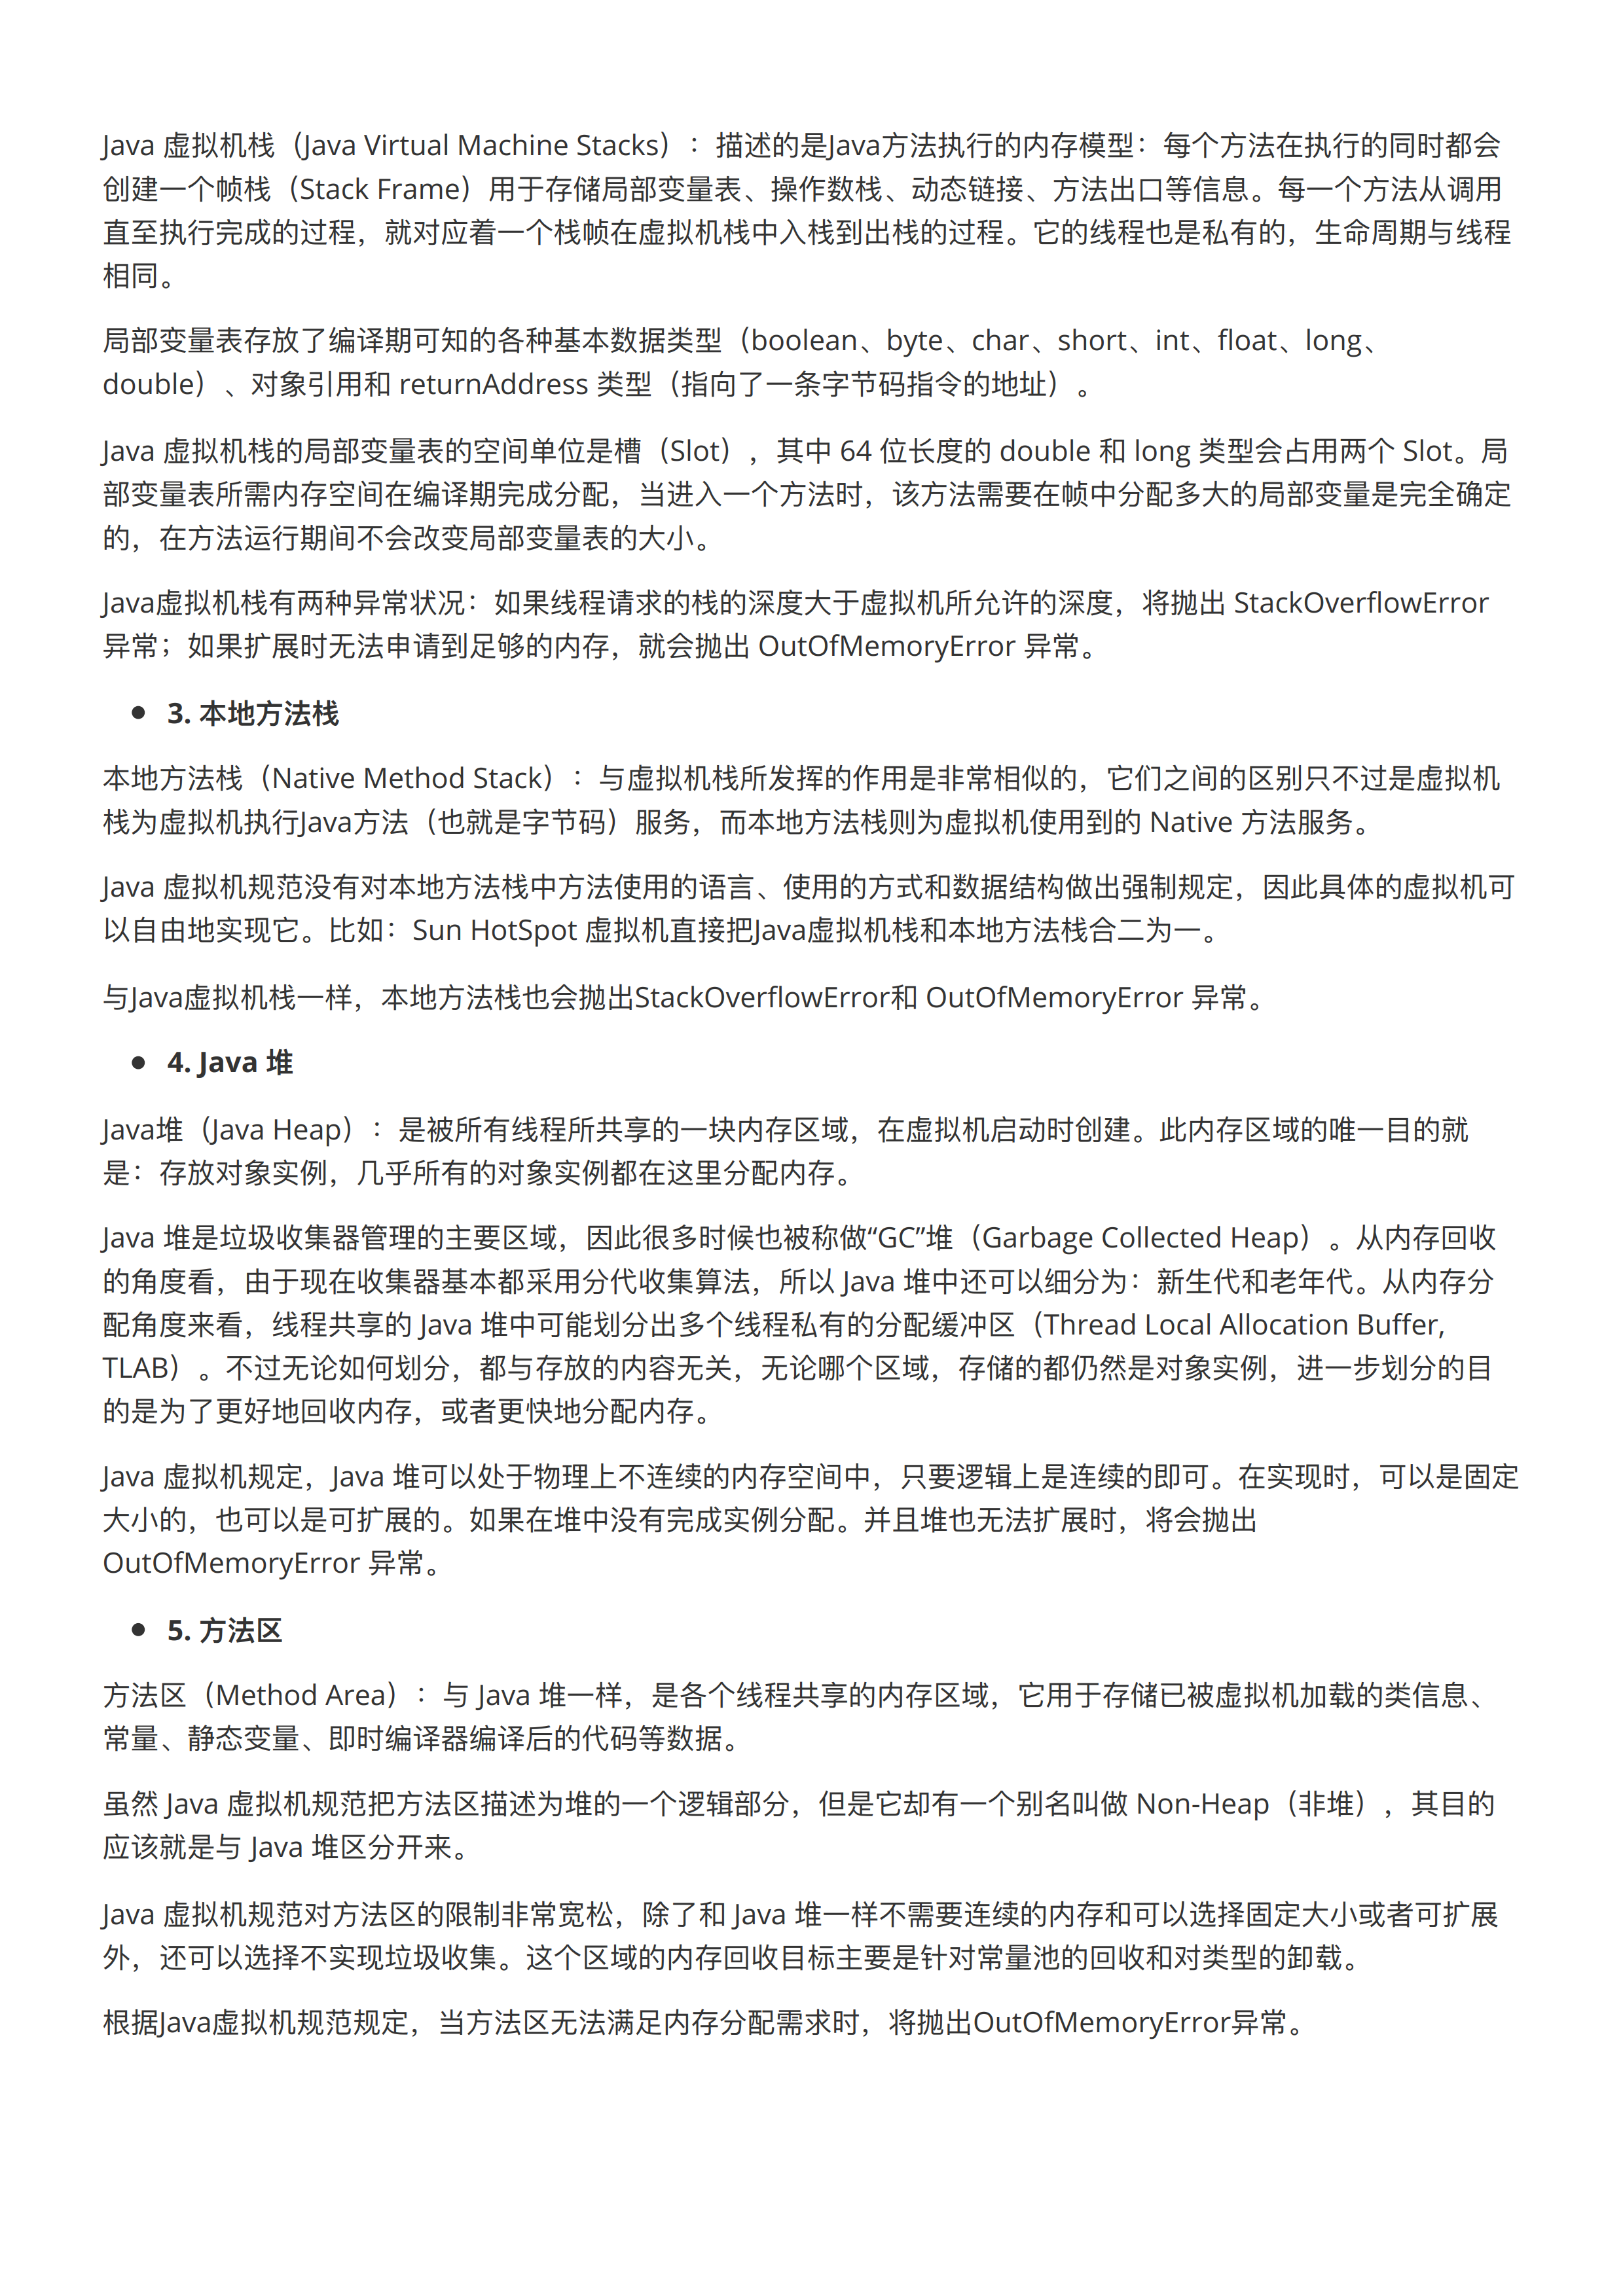 Java 虚拟机栈（Java Virtual Machine Stacks）：描述的是Java方法执行的内存模型：每个方法在执行的同时都会
创建一个帧栈（Stack Frame）用于存储局部变量表、操作数栈、动态链接、方法出口等信息。每一个方法从调用
直至执行完成的过程，就对应着一个栈帧在虚拟机栈中入栈到出栈的过程。它的线程也是私有的，生命周期与线程
相同。
局部变量表存放了编译期可知的各种基本数据类型（boolean、byte、char、short、int、float、long、
double）、对象引用和 returnAddress 类型（指向了一条字节码指令的地址）。
Java 虚拟机栈的局部变量表的空间单位是槽（Slot），其中 64 位长度的 double 和 long 类型会占用两个 Slot。局
部变量表所需内存空间在编译期完成分配，当进入一个方法时，该方法需要在帧中分配多大的局部变量是完全确定
的，在方法运行期间不会改变局部变量表的大小。
Java虚拟机栈有两种异常状况：如果线程请求的栈的深度大于虚拟机所允许的深度，将抛出 StackOverflowError
异常；如果扩展时无法申请到足够的内存，就会抛出 OutOfMemoryError 异常。
● 3. 本地方法栈
本地方法栈（Native Method Stack）：与虚拟机栈所发挥的作用是非常相似的，它们之间的区别只不过是虚拟机
栈为虚拟机执行Java方法（也就是字节码）服务，而本地方法栈则为虚拟机使用到的 Native 方法服务。
Java 虚拟机规范没有对本地方法栈中方法使用的语言、使用的方式和数据结构做出强制规定，因此具体的虚拟机可
以自由地实现它。比如：Sun HotSpot 虚拟机直接把Java虚拟机栈和本地方法栈合二为一。
与Java虚拟机栈一样，本地方法栈也会抛出StackOverflowError和 OutOfMemoryError 异常。
● 4. Java 堆
Java堆（Java Heap）：是被所有线程所共享的一块内存区域，在虚拟机启动时创建。此内存区域的唯一目的就
是：存放对象实例，几乎所有的对象实例都在这里分配内存。
Java 堆是垃圾收集器管理的主要区域，因此很多时候也被称做“GC”堆（Garbage Collected Heap）。从内存回收
的角度看，由于现在收集器基本都采用分代收集算法，所以 Java 堆中还可以细分为：新生代和老年代。从内存分
配角度来看，线程共享的 Java 堆中可能划分出多个线程私有的分配缓冲区（Thread Local Allocation Buffer,
TLAB）。不过无论如何划分，都与存放的内容无关，无论哪个区域，存储的都仍然是对象实例，进一步划分的目
的是为了更好地回收内存，或者更快地分配内存。
Java 虚拟机规定，Java 堆可以处于物理上不连续的内存空间中，只要逻辑上是连续的即可。在实现时，可以是固定
大小的，也可以是可扩展的。如果在堆中没有完成实例分配。并且堆也无法扩展时，将会抛出
OutOfMemoryError 异常。
● 5. 方法区
方法区（Method Area）：与 Java 堆一样，是各个线程共享的内存区域，它用于存储已被虚拟机加载的类信息、
常量、静态变量、即时编译器编译后的代码等数据。
虽然 Java 虚拟机规范把方法区描述为堆的一个逻辑部分，但是它却有一个别名叫做 Non-Heap（非堆），其目的
应该就是与 Java 堆区分开来。
Java 虚拟机规范对方法区的限制非常宽松，除了和 Java 堆一样不需要连续的内存和可以选择固定大小或者可扩展
外，还可以选择不实现垃圾收集。这个区域的内存回收目标主要是针对常量池的回收和对类型的卸载。
根据Java虚拟机规范规定，当方法区无法满足内存分配需求时，将抛出OutOfMemoryError异常。